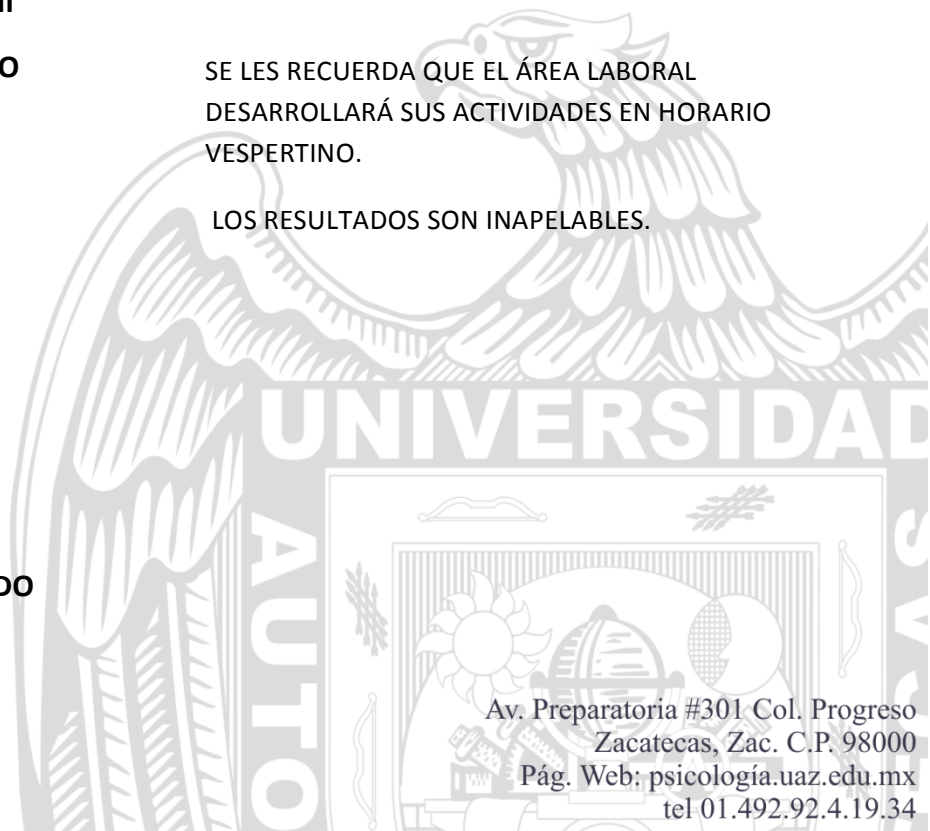 O
SE LES RECUERDA QUE EL ÁREA LABORAL
DESARROLLARÁ SUS ACTIVIDADES EN HORARIO
VESPERTINO.
LOS RESULTADOS SON INAPELABLES.
UNIVERSIDAD
AUTO
DO
Av. Preparatoria #301 Col. Progreso
Zacatecas, Zac. C.P. 98000
Pág. Web: psicología.uaz.edu.mx
tel 01.492.92.4.19.34